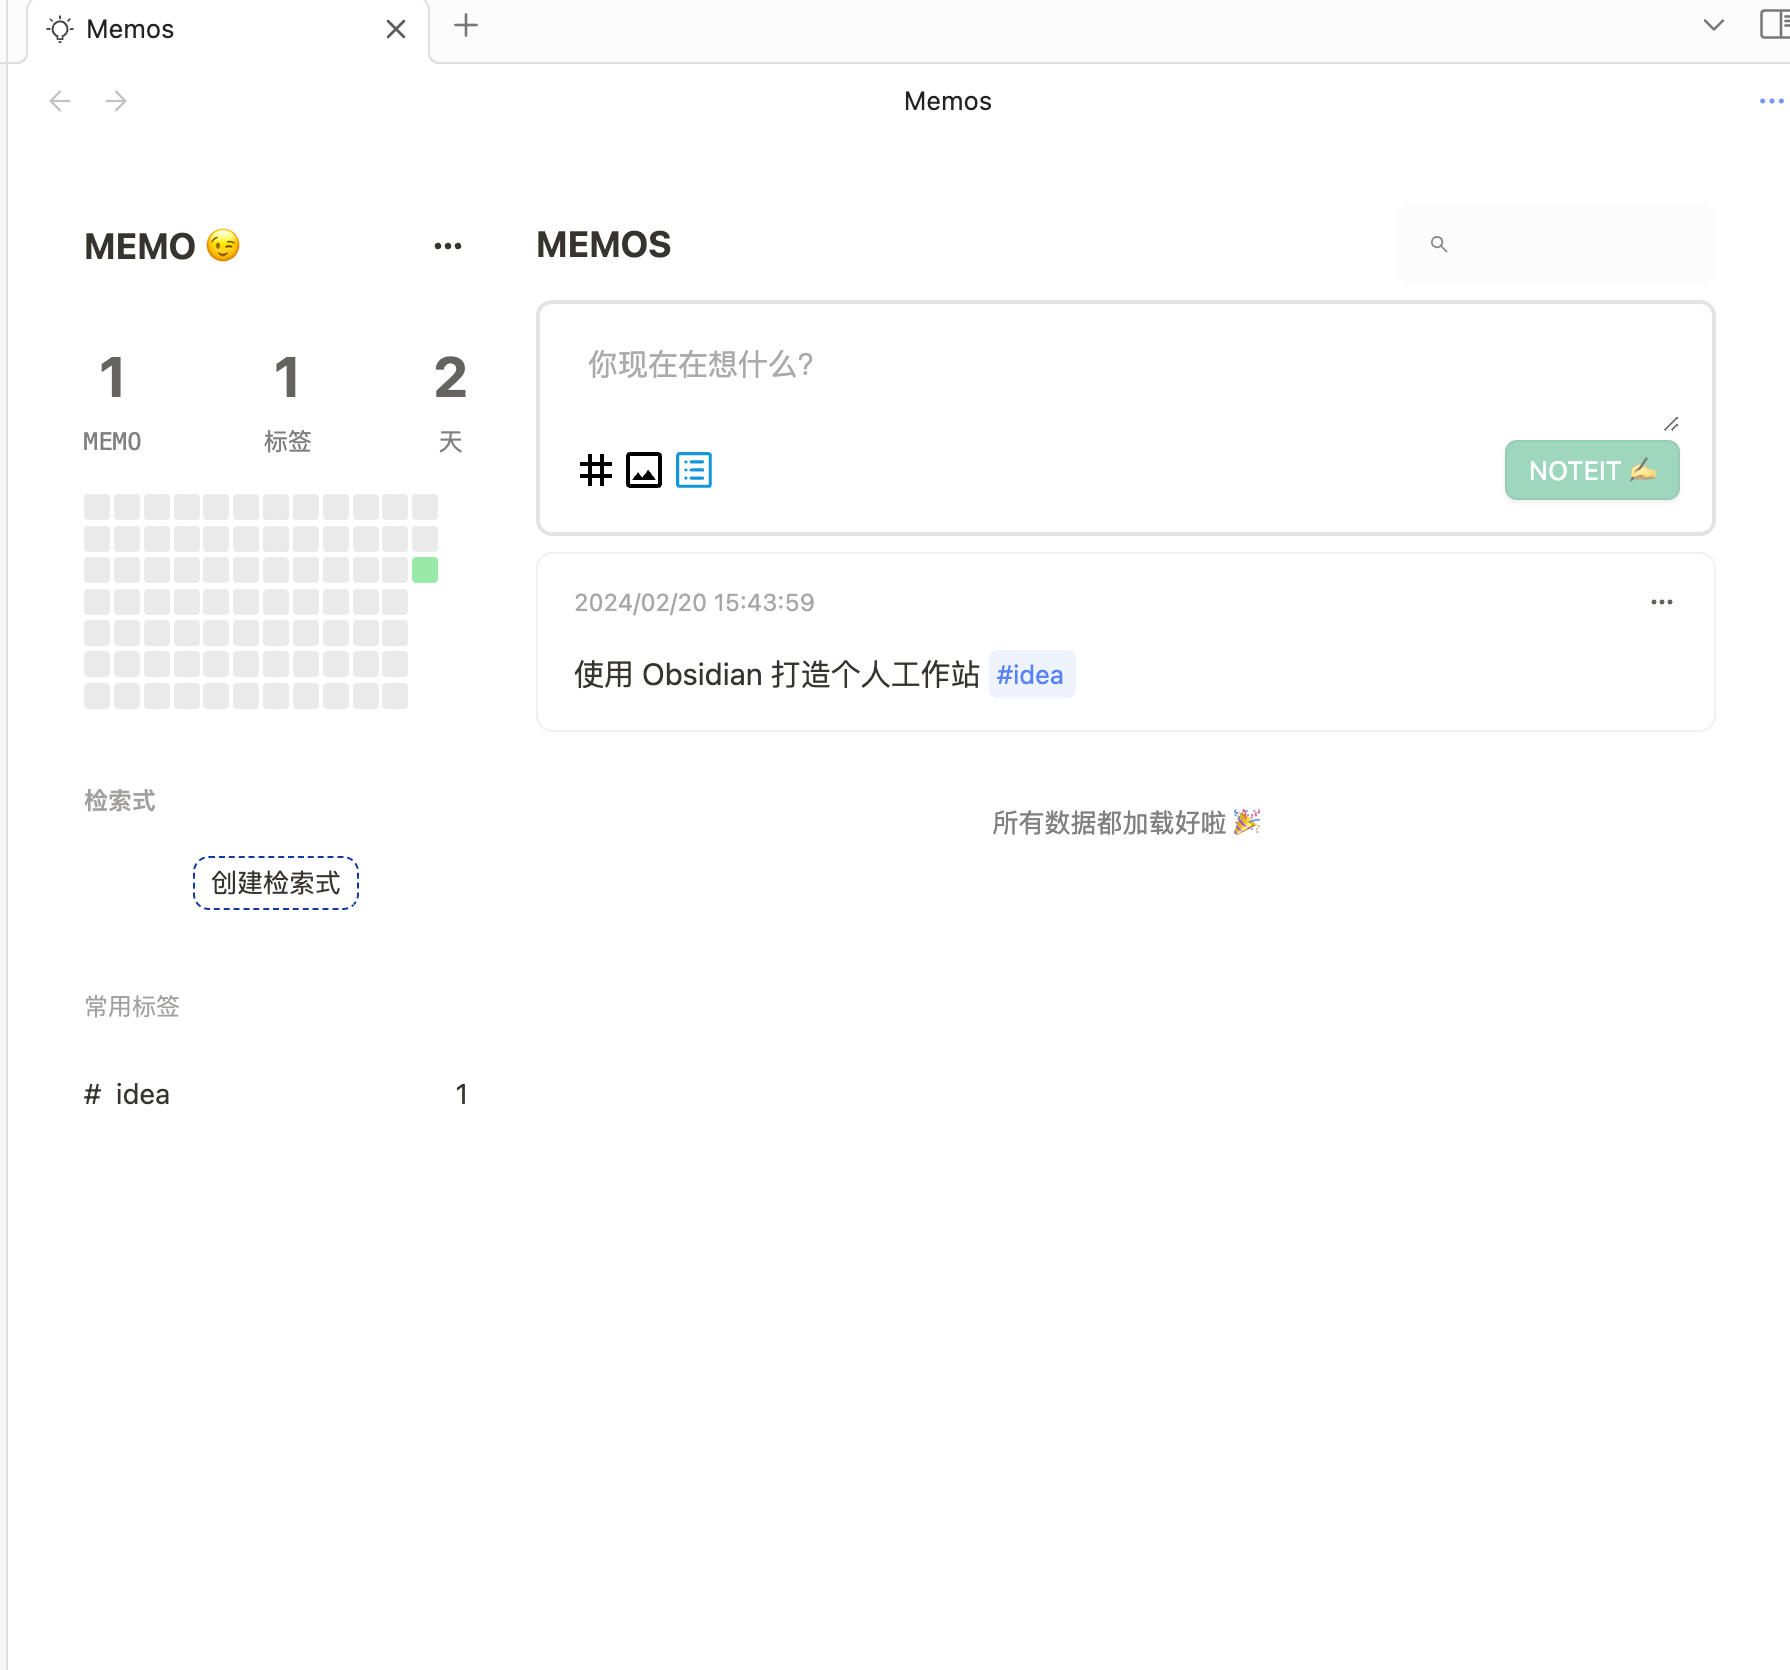 Memos
Memos
MEMO 😉
1 1 2
MEMO 标签 天
检索式
创建检索式
常用标签
# idea 1
MEMOS
你现在在想什么?
NOTEIT ✍️
2024/02/20 15:43:59
使用 Obsidian 打造个人工作站 #idea
所有数据都加载好啦 🎉